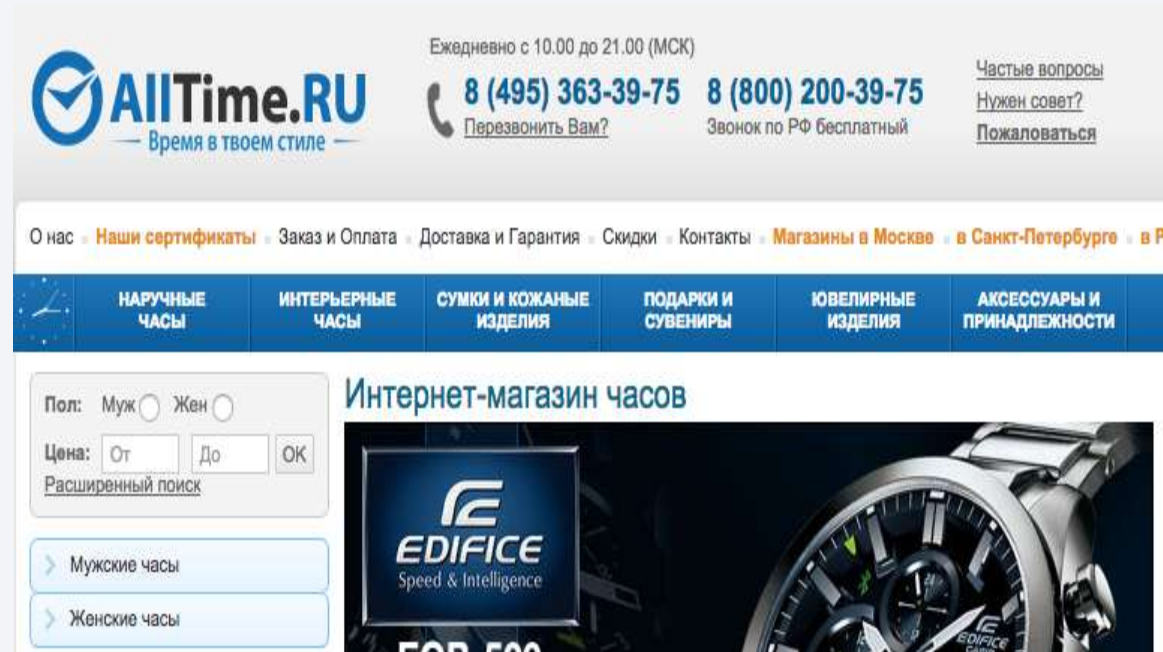 Ежедневно с 10.00 до 21.00 (МСК)
AllTime.RU
Время в твоем стиле
8 (495) 363-39-75 8 (800) 200-39-75
Перезвонить Вам? Звонок по РФ бесплатный
Частые вопросы
Нужен совет?
Пожаловаться
О нас Наши сертификаты Заказ и Оплата Доставка и Гарантия Скидки Контакты Магазины в Москве в Санкт-Петербурге в
НАРУЧНЫЕ ЧАСЫ
ИНТЕРЬЕРНЫЕ ЧАСЫ
СУМКИ И КОЖАНЫЕ ИЗДЕЛИЯ
ПОДАРКИ И СУВЕНИРЫ
ЮВЕЛИРНЫЕ ИЗДЕЛИЯ
АКСЕССУАРЫ И ПРИНАДЛЕЖНОСТИ
Пол: Муж Жен
Цена: От До OK
Расширенный поиск
Мужские часы
Женские часы
Интернет-магазин часов
EDIFICE
Speed & Intelligence
EDIFICE
CASIO